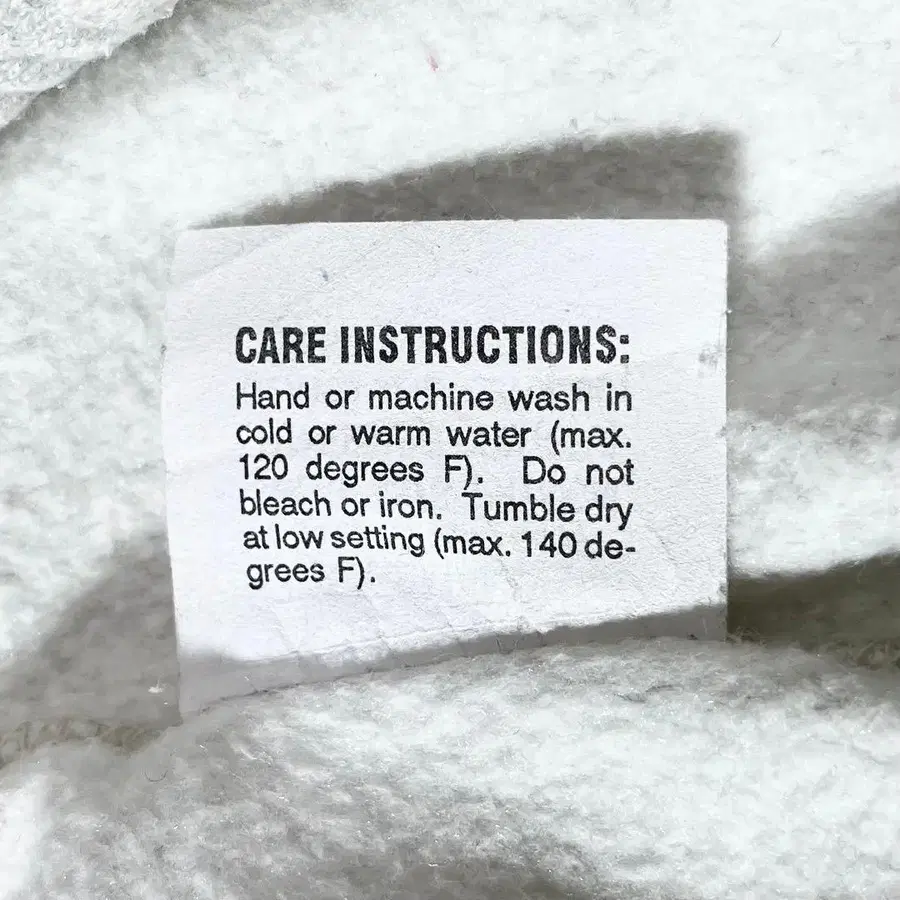 CARE INSTRUCTIONS:
Hand or machine wash in
cold or warm water (max.
120 degrees F). Do not
bleach or iron. Tumble dry
at low setting (max. 140 de-
grees F).